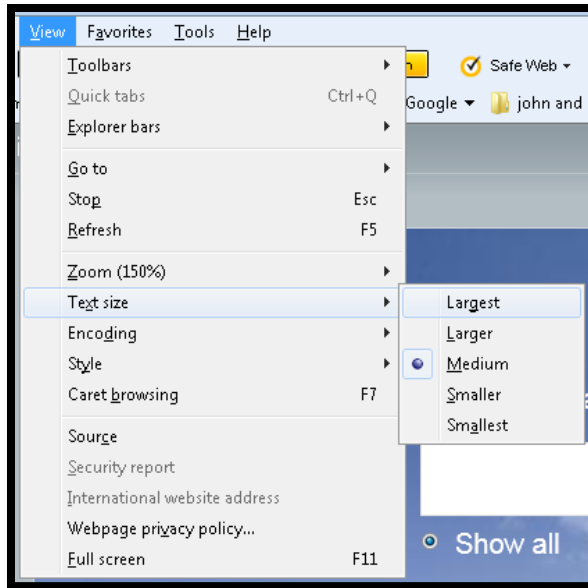 View Favorites Tools Help
Toolbars
Safe Web
Quick tabs Ctrl+Q
Google john and
Explorer bars
Go to
Stop Esc
Refresh F5
Zoom (150%)
Text size
Largest
Encoding
Larger
Style
Medium
Caret browsing F7
Smaller
Smallest
Source
Security report
International website address
Webpage privacy policy...
Full screen F11
Show all